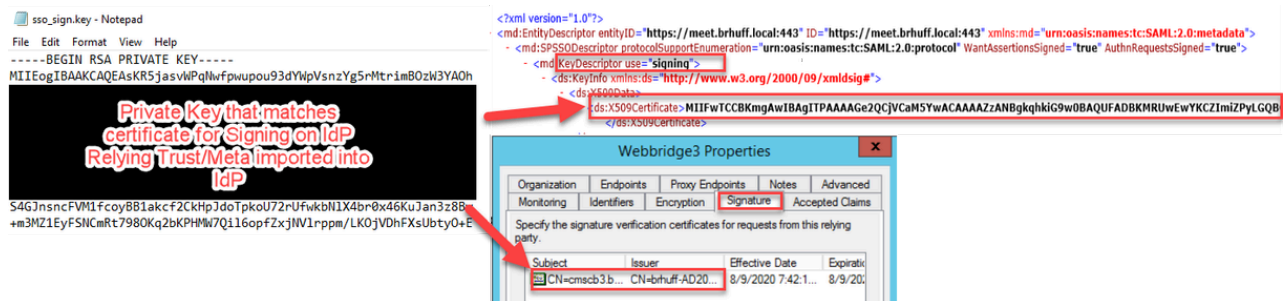 sso_sign.key - Notepad
File Edit Format View Help
-----BEGIN RSA PRIVATE KEY-----
MIIEogIBAAKCAQEAsKR5jasvWPqNwfpwupou93dYWpVsnzYg5rMtrimBOzW3YAOh
Private Key that matches
certificate for Signing on IdP
Relying Trust/Meta imported into
IdP
S4GJnsncFVM1fcoyBB1akcf2CkHpJdoTpkoU72rUfwkbNlX4br0x46KuJan3z8B
+m3MZ1EyFSNCmRt798OKq2bKPHMW7Qil6opfZxjNVlrppm/LKOjVDhFXsUbtyO+E
<?xml version="1.0"?>
<md:EntityDescriptor entityID="https://meet.brhuff.local:443" ID="https://meet.brhuff.local:443" xmlns:md="urn:oasis:names:tc:SAML:2.0:metadata">
- <md:SPSSODescriptor protocolSupportEnumeration="urn:oasis:names:tc:SAML:2.0:protocol" WantAssertionsSigned="true" AuthnRequestsSigned="true">
- <md:KeyDescriptor use="signing">
- <ds:KeyInfo xmlns:ds="http://www.w3.org/2000/09/xmldsig#">
- <ds:X509Data>
<ds:X509Certificate>MIIFwTCCBKmgAwIBAgITPAAAAGe2QCjVCaM5YwACAAAAZzANBgkqhkiG9w0BAQUFADBKMRUwEwYKCZImiZPyLGQB
</ds:X509Certificate>
Webbridge3 Properties
x
Organization Endpoints Proxy Endpoints Notes Advanced
Monitoring Identifiers Encryption Signature Accepted Claims
Specify the signature verification certificates for requests from this relying
party.
Subject Issuer Effective Date Expiratic
CN=cmscb3.b... CN=brhuff-AD20... 8/9/2020 7:42:1... 8/9/202